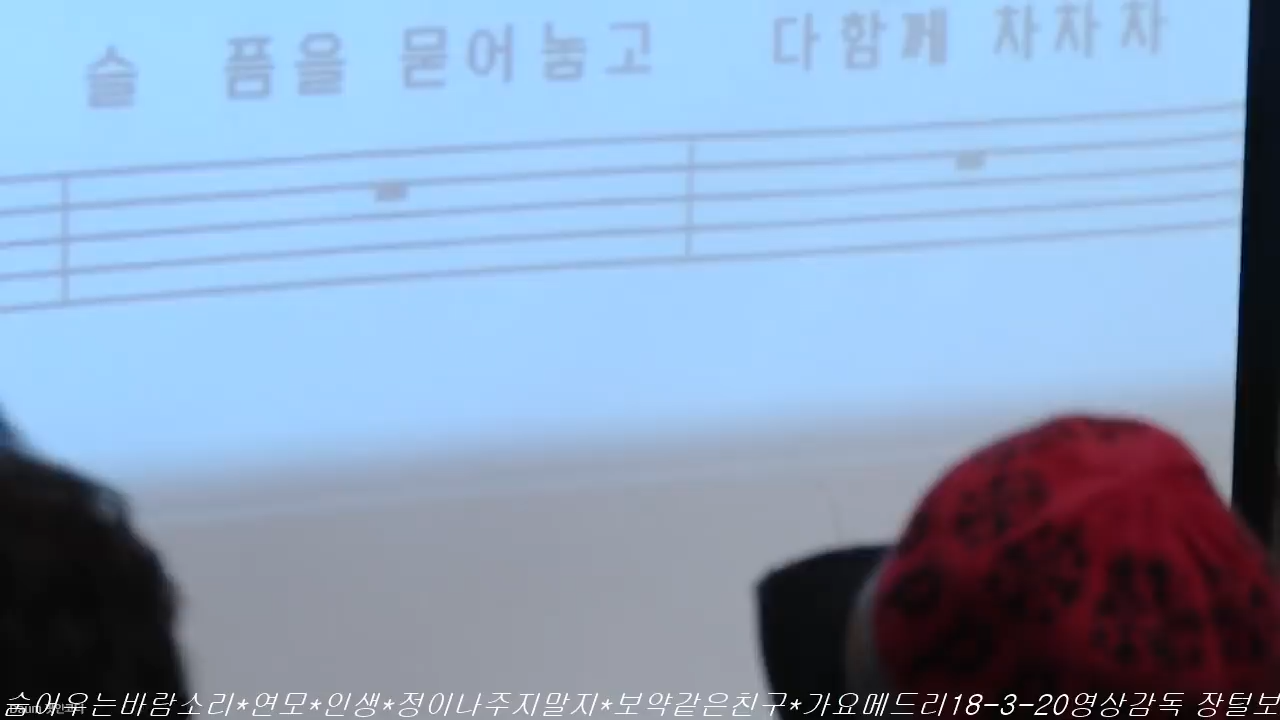 슬 픔을 묻어놓고 다함께 차차차
숨어우는바람소리*연모*인생*정이나주지말지*보약같은친구*가요메드리18-3-20영상감독 장털보